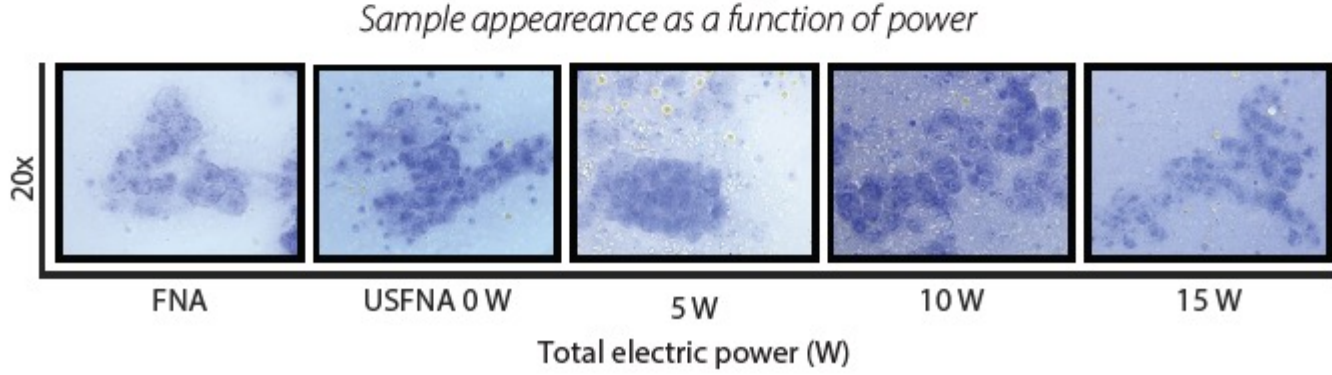 Sample appeareance as a function of power
20x
FNA
USFNA 0 W
5 W
10 W
15 W
Total electric power (W)